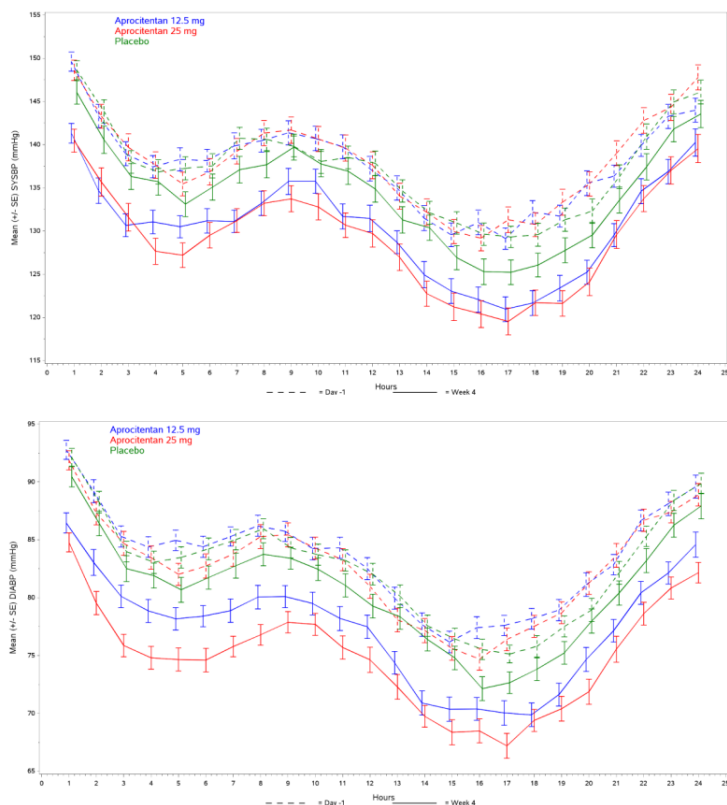 Aprocitentan 12.5 mg
Aprocitentan 25 mg
Placebo
Mean (+/- SE) SYSBP (mmHg)
155
150
145
140
135
130
125
120
115
0 1 2 3 4 5 6 7 8 9 10 11 12 13 14 15 16 17 18 19 20 21 22 23 24 25
Hours
= Day -1 = Week 4
Aprocitentan 12.5 mg
Aprocitentan 25 mg
Placebo
Mean (+/- SE) DIABP (mmHg)
95
90
85
80
75
70
65
0 1 2 3 4 5 6 7 8 9 10 11 12 13 14 15 16 17 18 19 20 21 22 23 24 25
Hours
= Day -1 = Week 4